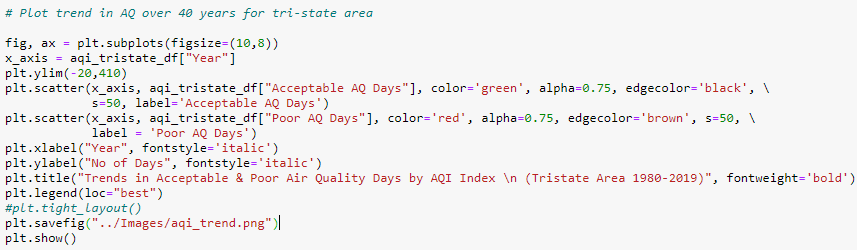 # Plot trend in AQ over 40 years for tri-state area
fig, ax = plt.subplots(figsize=(10,8))
x_axis = aqi_tristate_df["Year"]
plt.ylim(-20,410)
plt.scatter(x_axis, aqi_tristate_df["Acceptable AQ Days"], color='green', alpha=0.75, edgecolor='black', \
s=50, label='Acceptable AQ Days')
plt.scatter(x_axis, aqi_tristate_df["Poor AQ Days"], color='red', alpha=0.75, edgecolor='brown', s=50, \
label = 'Poor AQ Days')
plt.xlabel("Year", fontstyle='italic')
plt.ylabel("No of Days", fontstyle='italic')
plt.title("Trends in Acceptable & Poor Air Quality Days by AQI Index \n (Tristate Area 1980-2019)", fontweight='bold')
plt.legend(loc="best")
#plt.tight_layout()
plt.savefig("../Images/aqi_trend.png")
plt.show()